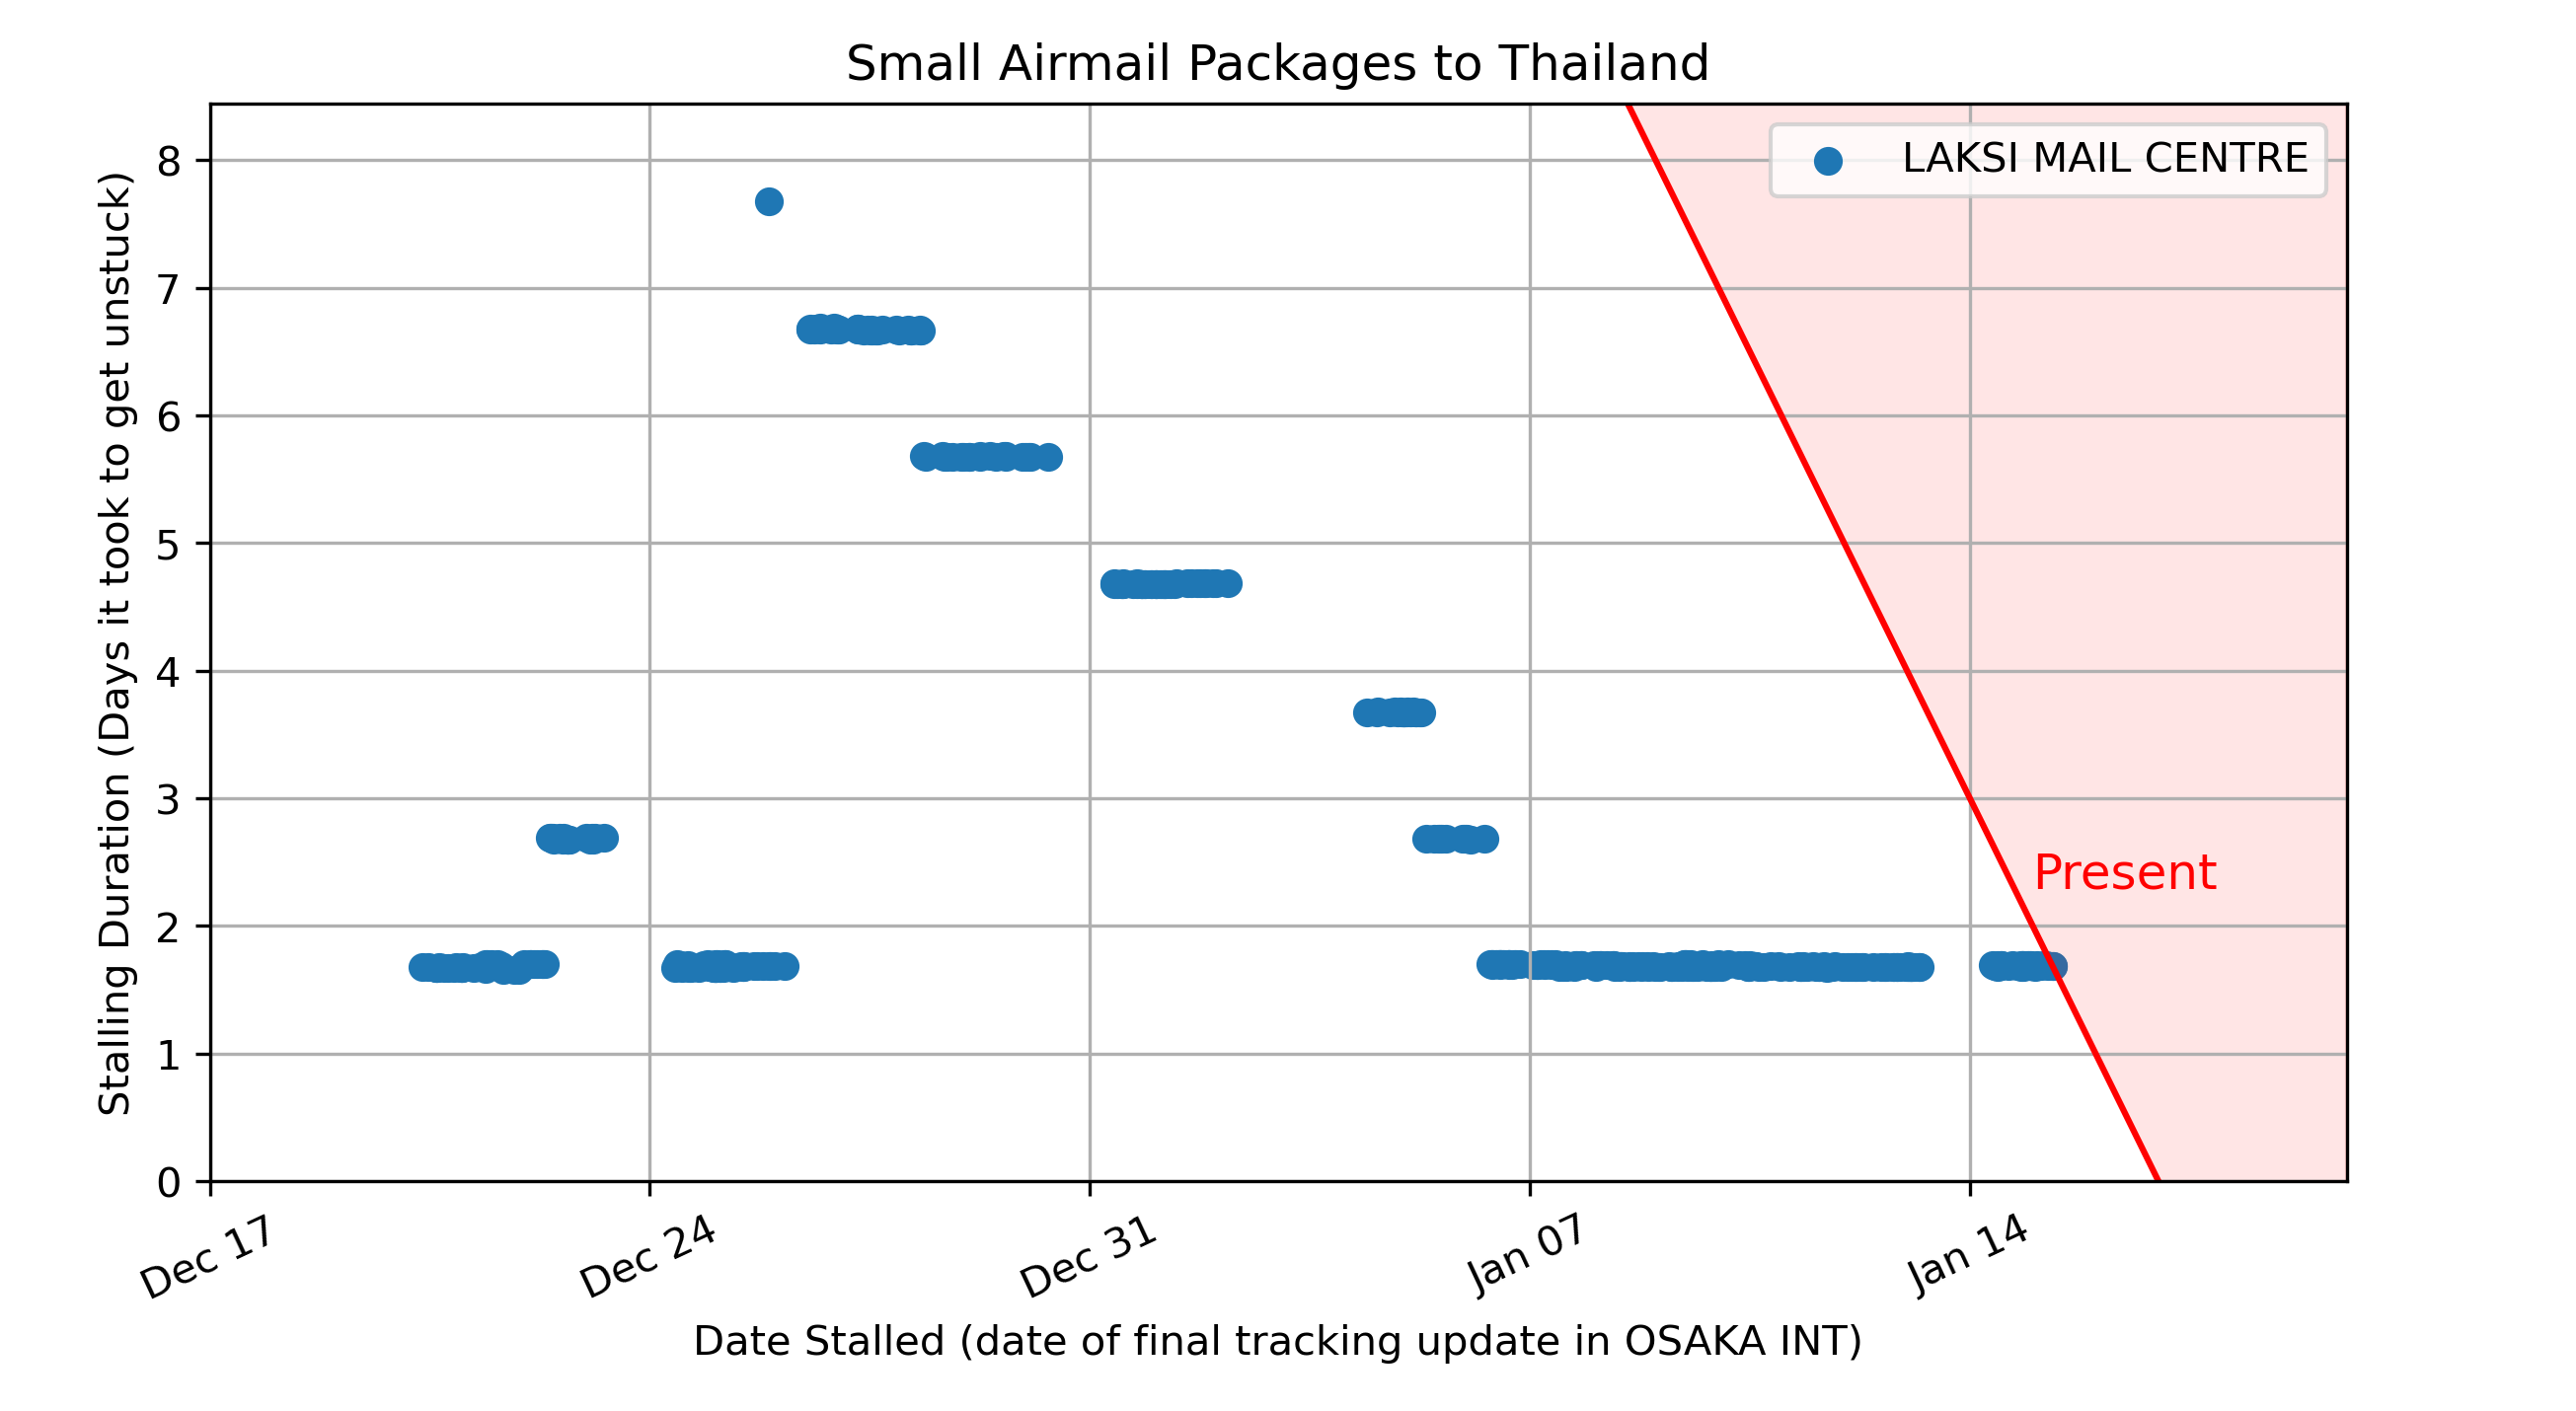 Small Airmail Packages to Thailand
LAKSI MAIL CENTRE
Stalling Duration (Days it took to get unstuck)
8
7
6
5
4
3
2
1
0
Present
Dec 17
Dec 24
Dec 31
Jan 07
Jan 14
Date Stalled (date of final tracking update in OSAKA INT)